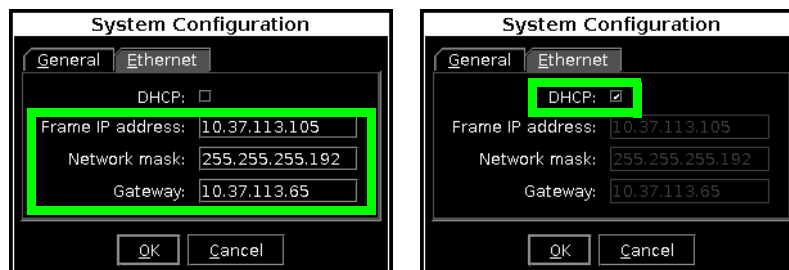 System Configuration
General Ethernet
DHCP:
Frame IP address: 10.37.113.105
Network mask: 255.255.255.192
Gateway: 10.37.113.65
OK Cancel
System Configuration
General Ethernet
DHCP:
Frame IP address: 10.37.113.105
Network mask: 255.255.255.192
Gateway: 10.37.113.65
OK Cancel